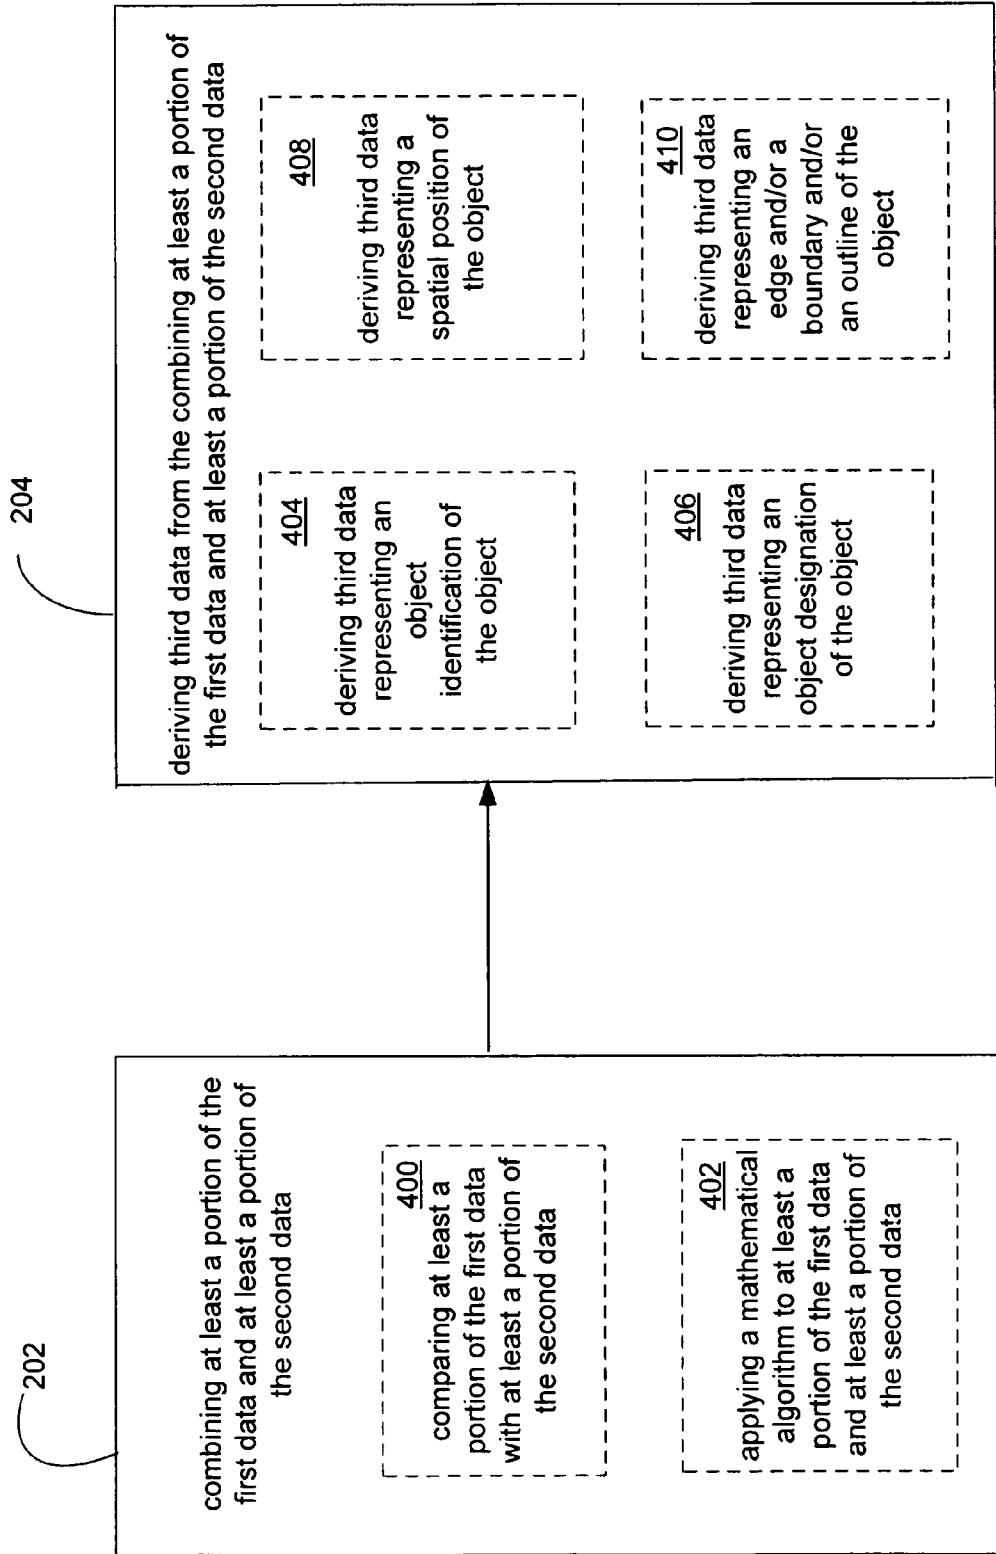 202
combining at least a portion of the
first data and at least a portion of
the second data
400
comparing at least a
portion of the first data
with at least a portion of
the second data
402
applying a mathematical
algorithm to at least a
portion of the first data
and at least a portion of
the second data
204
deriving third data from the combining at least a portion of
the first data and at least a portion of the second data
404
deriving third data
representing an
object
identification of
the object
408
deriving third data
representing a
spatial position of
the object
406
deriving third data
representing an
object designation
of the object
410
deriving third data
representing an
edge and/or a
boundary and/or
an outline of the
object